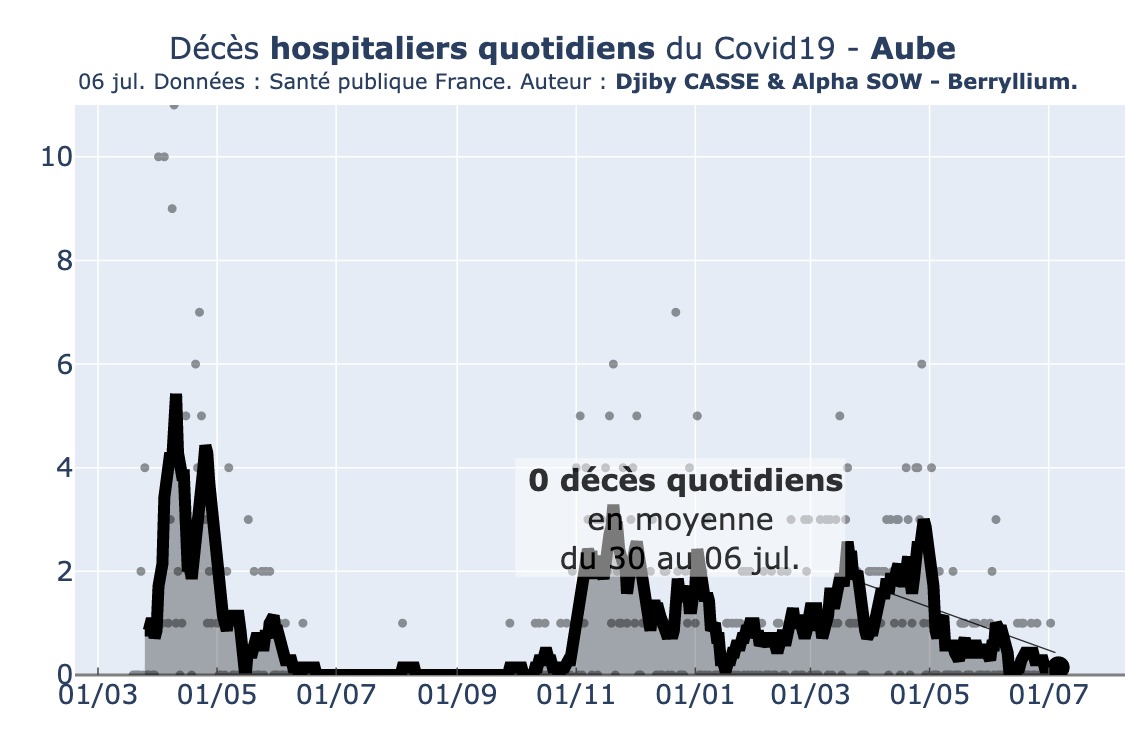 Décès hospitaliers quotidiens du Covid19 - Aube
06 jul. Données : Santé publique France. Auteur : Djiby CASSE & Alpha SOW - Berryllium.
10
8
6
4
2
0
0 décès quotidiens
en moyenne
du 30 au 06 jul.
01/03 01/05 01/07 01/09 01/11 01/01 01/03 01/05 01/07